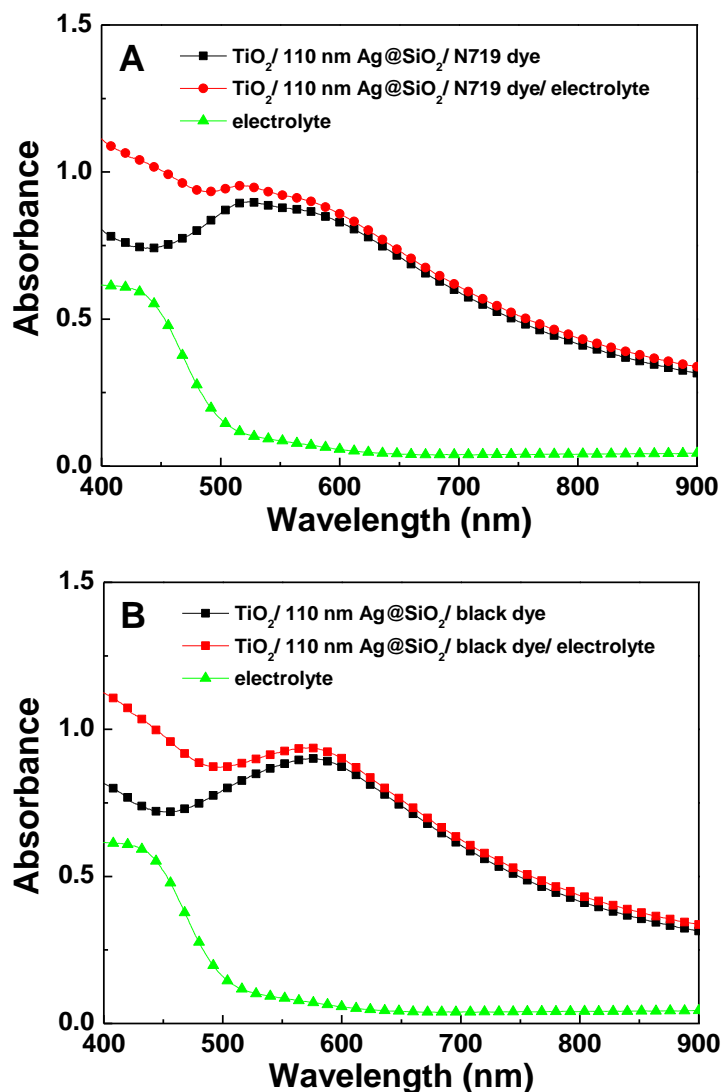 A
TiO₂/ 110 nm Ag@SiO₂/ N719 dye
TiO₂/ 110 nm Ag@SiO₂/ N719 dye/ electrolyte
electrolyte
Absorbance
1.5
1.0
0.5
0.0
400 500 600 700 800 900
Wavelength (nm)
B
TiO₂/ 110 nm Ag@SiO₂/ black dye
TiO₂/ 110 nm Ag@SiO₂/ black dye/ electrolyte
electrolyte
Absorbance
1.5
1.0
0.5
0.0
400 500 600 700 800 900
Wavelength (nm)